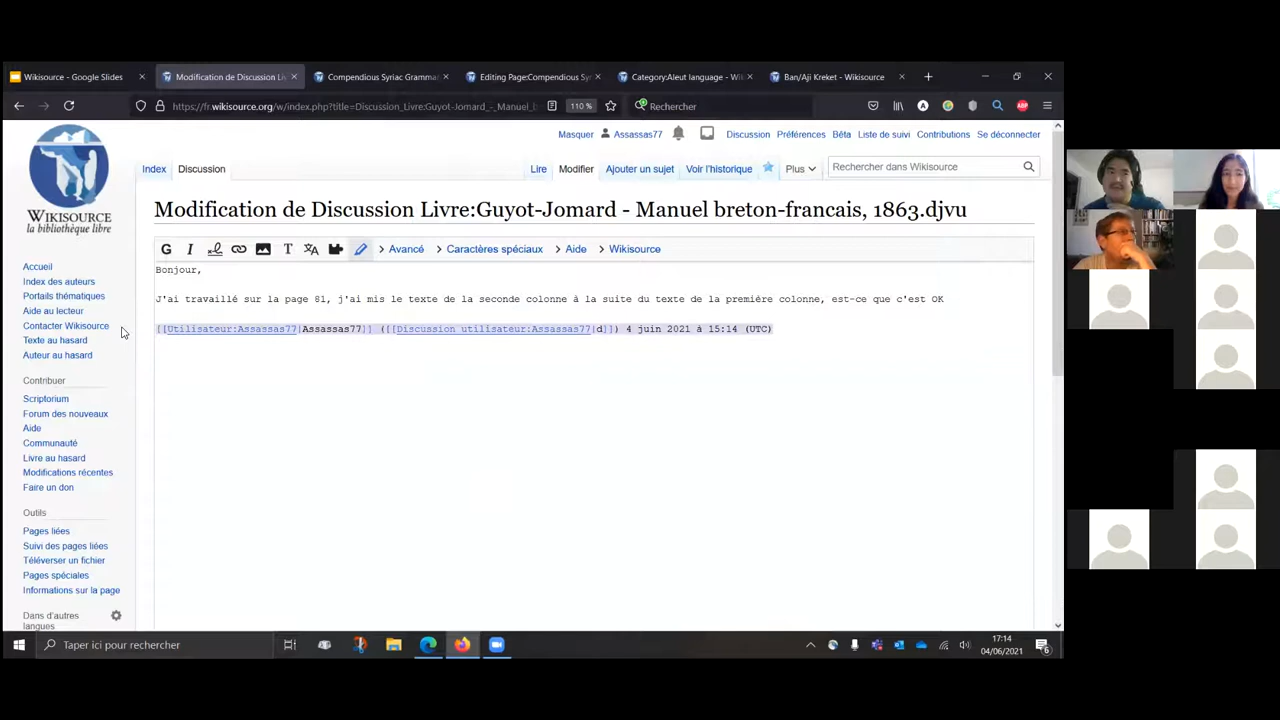 Wikisource - Google Slides
Modification de Discussion Li
Compendious Syriac Gramma
Editing Page:Compendious Sy
Category:Aleut language - Wi
Ban/Aji Kreket - Wikisource
https://fr.wikisource.org/w/index.php?title=Discussion_Livre:Guyot-Jomard_-_Manuel_b
110 %
Rechercher
Masquer Assassas77 Discussion Préférences Bêta Liste de suivi Contributions Se déconnecter
Index Discussion Lire Modifier Ajouter un sujet Voir l'historique Plus Rechercher dans Wikisource
WIKISOURCE
la bibliothèque libre
Modification de Discussion Livre:Guyot-Jomard - Manuel breton-francais, 1863.djvu
G I T Avancé Caractères spéciaux Aide Wikisource
Bonjour,
J'ai travaillé sur la page 81, j'ai mis le texte de la seconde colonne à la suite du texte de la première colonne, est-ce que c'est OK
[[Utilisateur:Assassas77|Assassas77]] ([[Discussion utilisateur:Assassas77|d]]) 4 juin 2021 à 15:14 (UTC)
Accueil
Index des auteurs
Portails thématiques
Aide au lecteur
Contacter Wikisource
Texte au hasard
Auteur au hasard
Contribuer
Scriptorium
Forum des nouveaux
Aide
Communauté
Livre au hasard
Modifications récentes
Faire un don
Outils
Pages liées
Suivi des pages liées
Téléverser un fichier
Pages spéciales
Informations sur la page
Dans d'autres
langues
Taper ici pour rechercher
17:14
04/06/2021
6